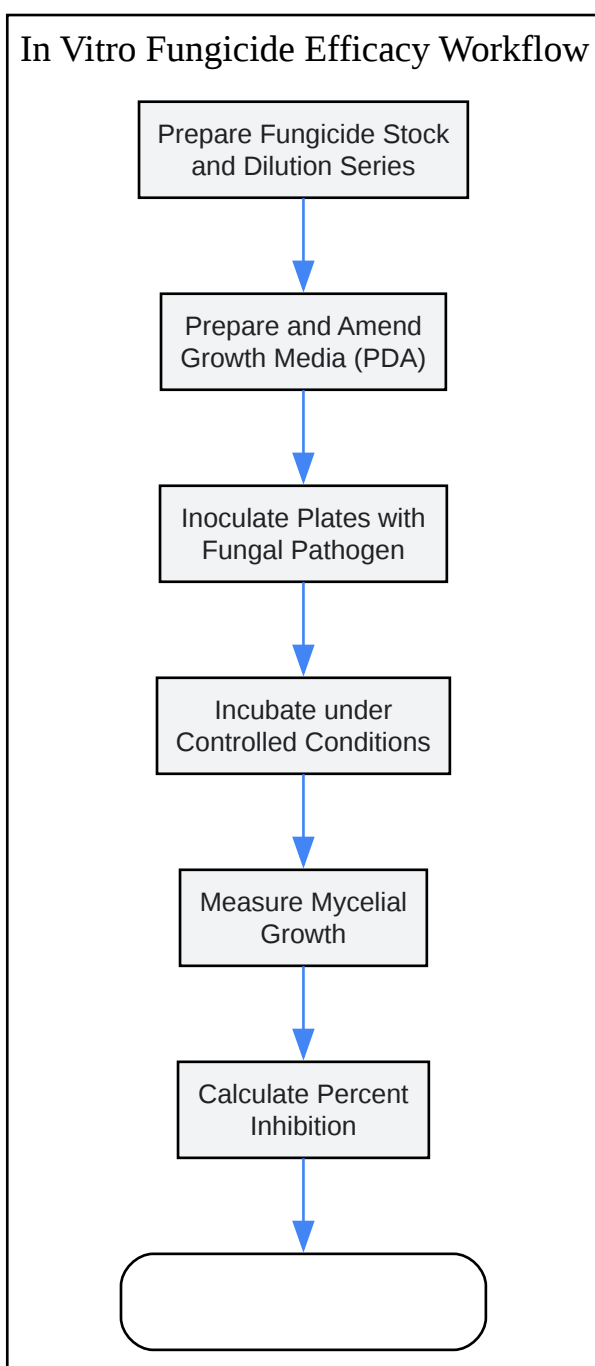 In Vitro Fungicide Efficacy Workflow
Prepare Fungicide Stock
and Dilution Series
Prepare and Amend
Growth Media (PDA)
Inoculate Plates with
Fungal Pathogen
Incubate under
Controlled Conditions
Measure Mycelial
Growth
Calculate Percent
Inhibition